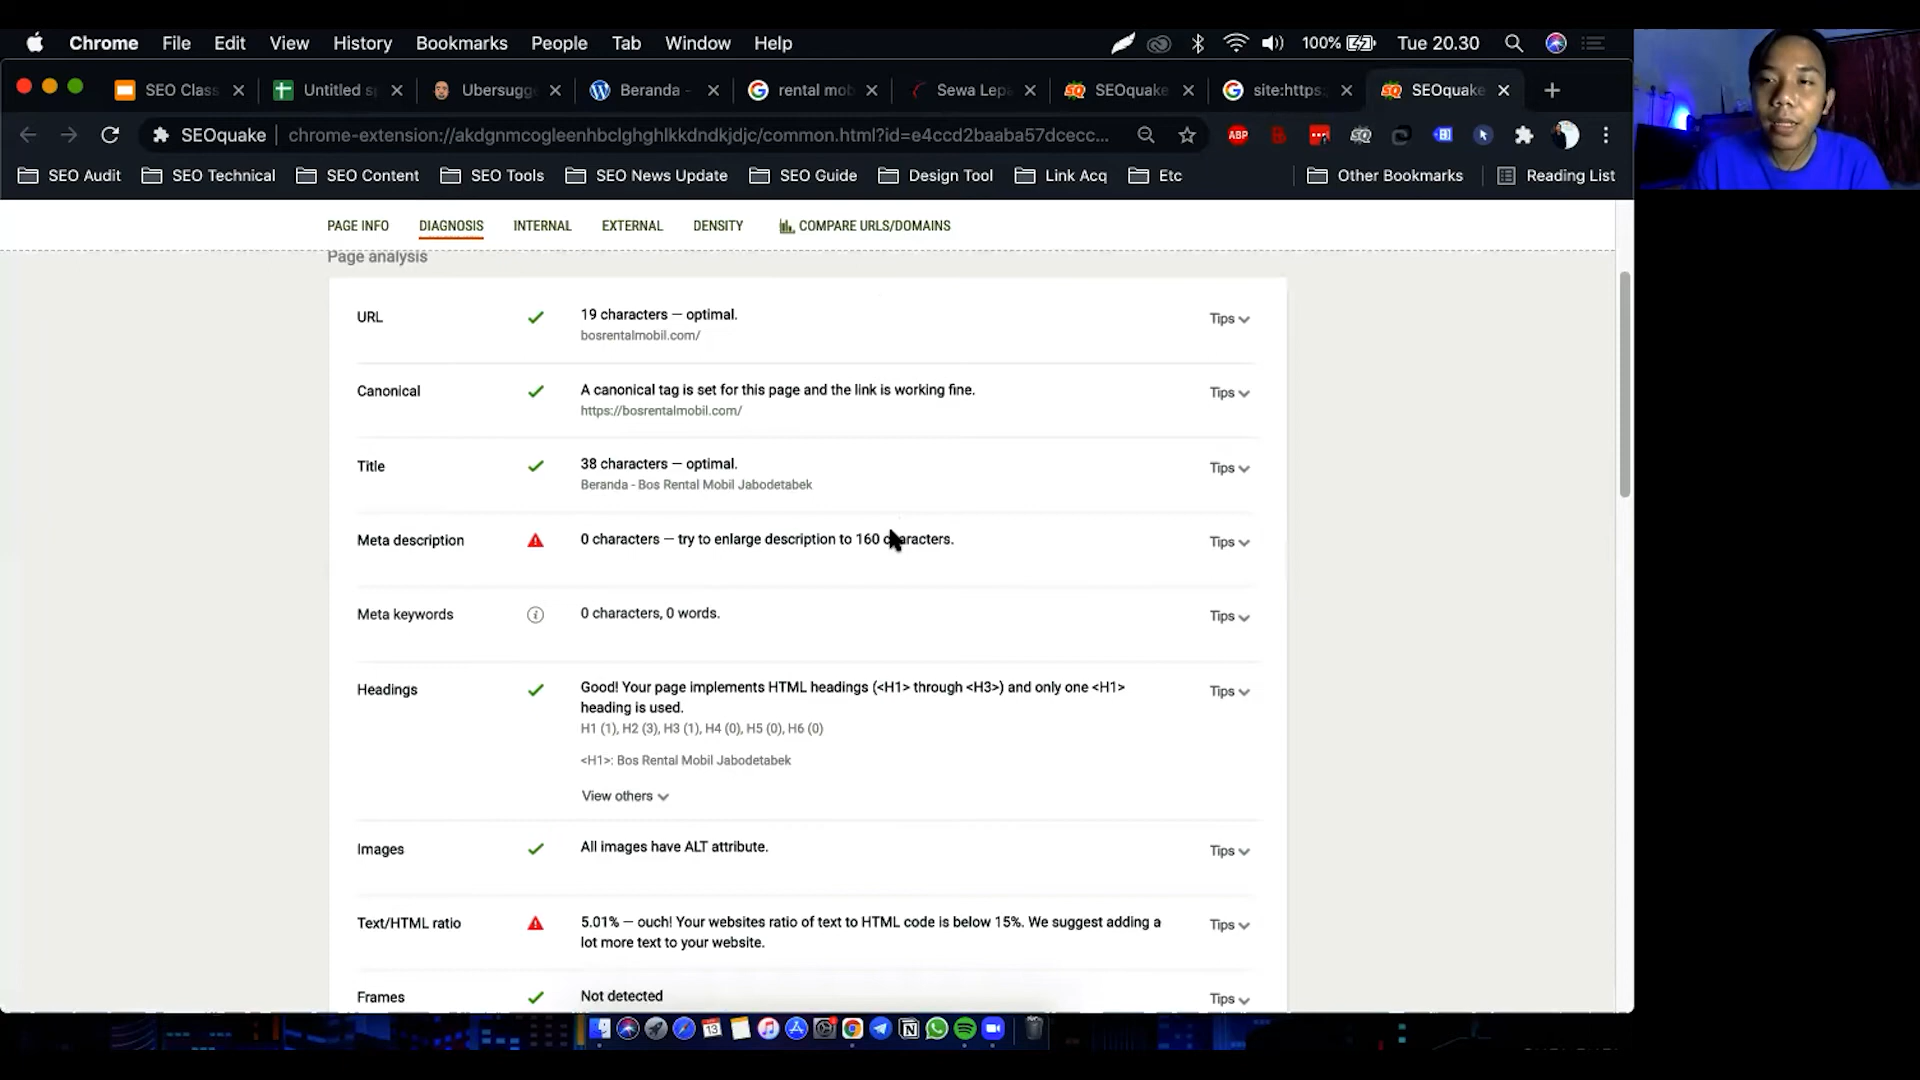 Chrome File Edit View History Bookmarks People Tab Window Help 100% Tue 20.30
SEO Class Untitled s Ubersugge Beranda - rental mob Sewa Lepa SEOquake site:https: SEOquake
SEOquake chrome-extension://akdgnmcogleenhbclghghlkkdndkjdjc/common.html?id=e4ccd2baaba57dcecc... ABP SQ
SEO Audit SEO Technical SEO Content SEO Tools SEO News Update SEO Guide Design Tool Link Acq Etc Other Bookmarks Reading List
PAGE INFO DIAGNOSIS INTERNAL EXTERNAL DENSITY COMPARE URLS/DOMAINS
Page analysis
URL 19 characters — optimal. Tips
bosrentalmobil.com/
Canonical A canonical tag is set for this page and the link is working fine. Tips
https://bosrentalmobil.com/
Title 38 characters — optimal. Tips
Beranda - Bos Rental Mobil Jabodetabek
Meta description 0 characters — try to enlarge description to 160 characters. Tips
Meta keywords 0 characters, 0 words. Tips
Headings Good! Your page implements HTML headings (<H1> through <H3>) and only one <H1> Tips
heading is used.
H1 (1), H2 (3), H3 (1), H4 (0), H5 (0), H6 (0)
<H1>: Bos Rental Mobil Jabodetabek
View others
Images All images have ALT attribute. Tips
Text/HTML ratio 5.01% — ouch! Your websites ratio of text to HTML code is below 15%. We suggest adding a Tips
lot more text to your website.
Frames Not detected Tips
13